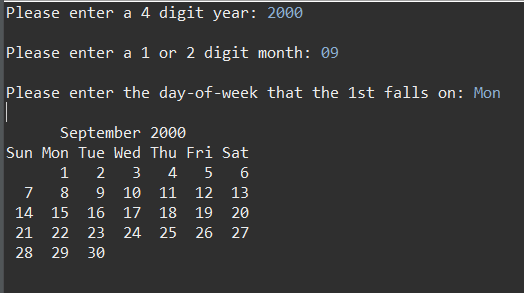 Please enter a 4 digit year: 2000
Please enter a 1 or 2 digit month: 09
Please enter the day-of-week that the 1st falls on: Mon
September 2000
Sun Mon Tue Wed Thu Fri Sat
1 2 3 4 5 6
7 8 9 10 11 12 13
14 15 16 17 18 19 20
21 22 23 24 25 26 27
28 29 30